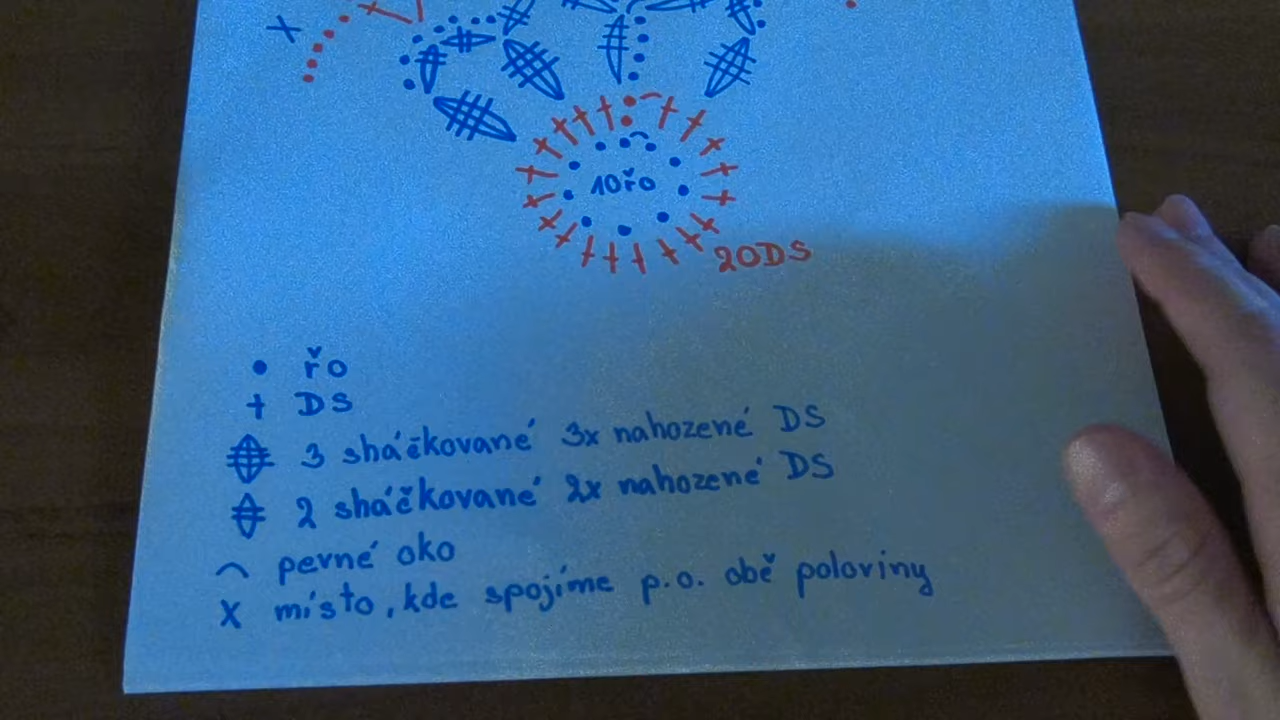 10řo
20DS
řo
DS
3 sháčkované 3x nahozené DS
2 sháčkované 2x nahozené DS
pevné oko
X místo, kde spojíme p.o. obě poloviny